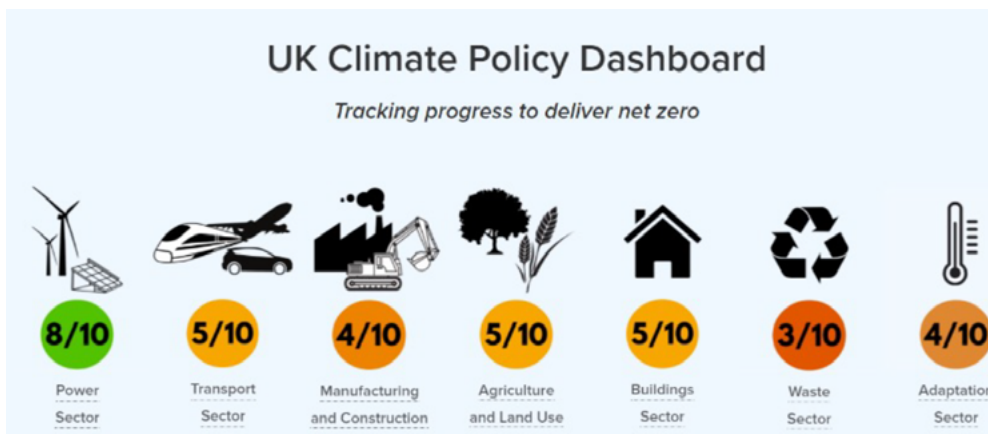 UK Climate Policy Dashboard
Tracking progress to deliver net zero
8/10
5/10
4/10
5/10
5/10
3/10
4/10
Power
Sector
Transport
Sector
Manufacturing
and Construction
Agriculture
and Land Use
Buildings
Sector
Waste
Sector
Adaptation
Sector